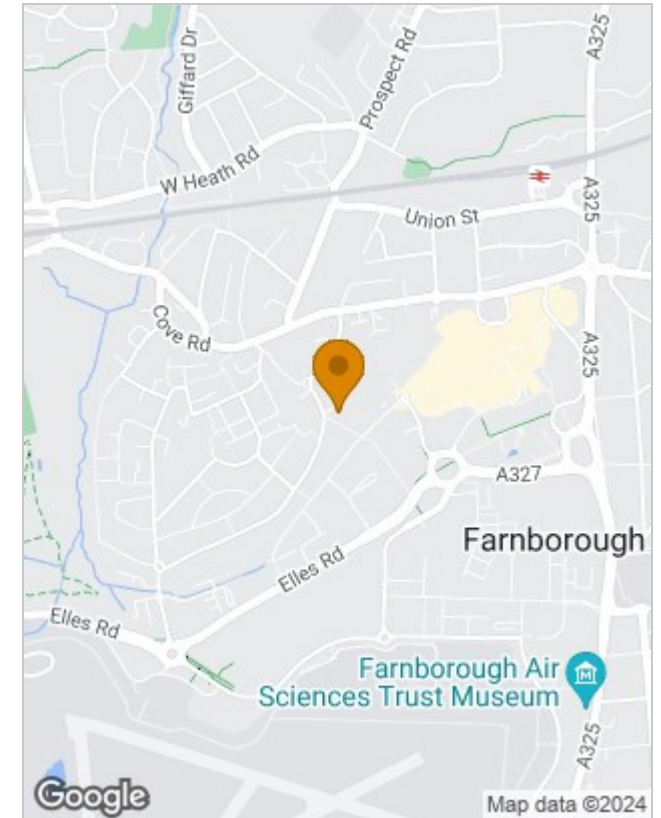 A325
Giffard Dr
Prospect Rd
W Heath Rd
A325
Union St
Cove Rd
A325
A327
Farnborough
Elles Rd
Elles Rd
Farnborough Air
Sciences Trust Museum
M
A325
Google
Map data ©2024